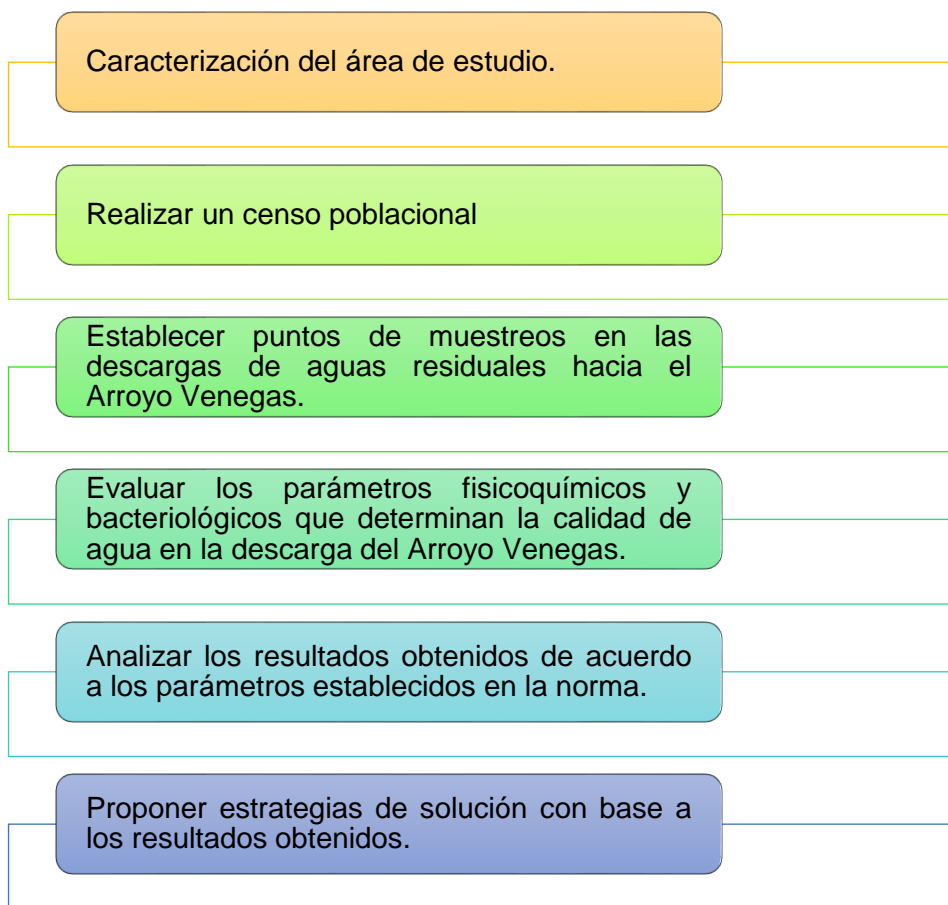 Caracterización del área de estudio.
Realizar un censo poblacional
Establecer puntos de muestreos en las
descargas de aguas residuales hacia el
Arroyo Venegas.
Evaluar los parámetros fisicoquímicos y
bacteriológicos que determinan la calidad de
agua en la descarga del Arroyo Venegas.
Analizar los resultados obtenidos de acuerdo
a los parámetros establecidos en la norma.
Proponer estrategias de solución con base a
los resultados obtenidos.